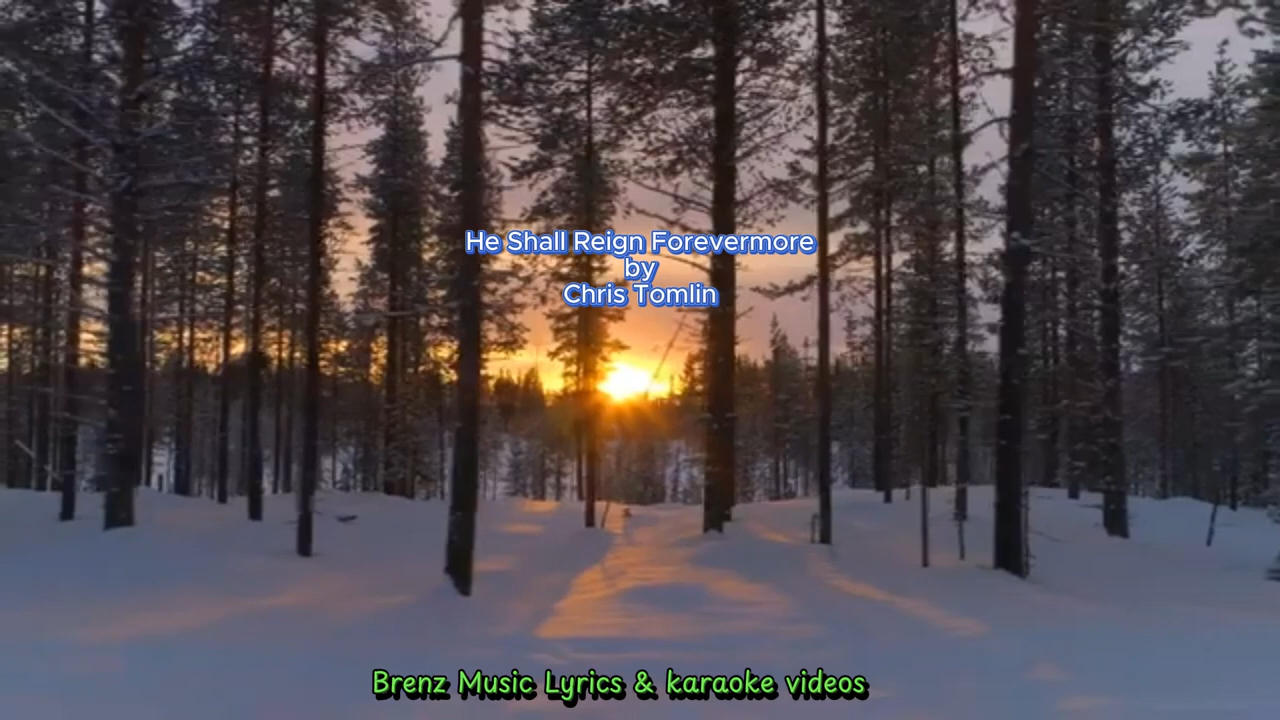 He Shall Reign Forevermore
by
Chris Tomlin
Brenz Music Lyrics & karaoke videos